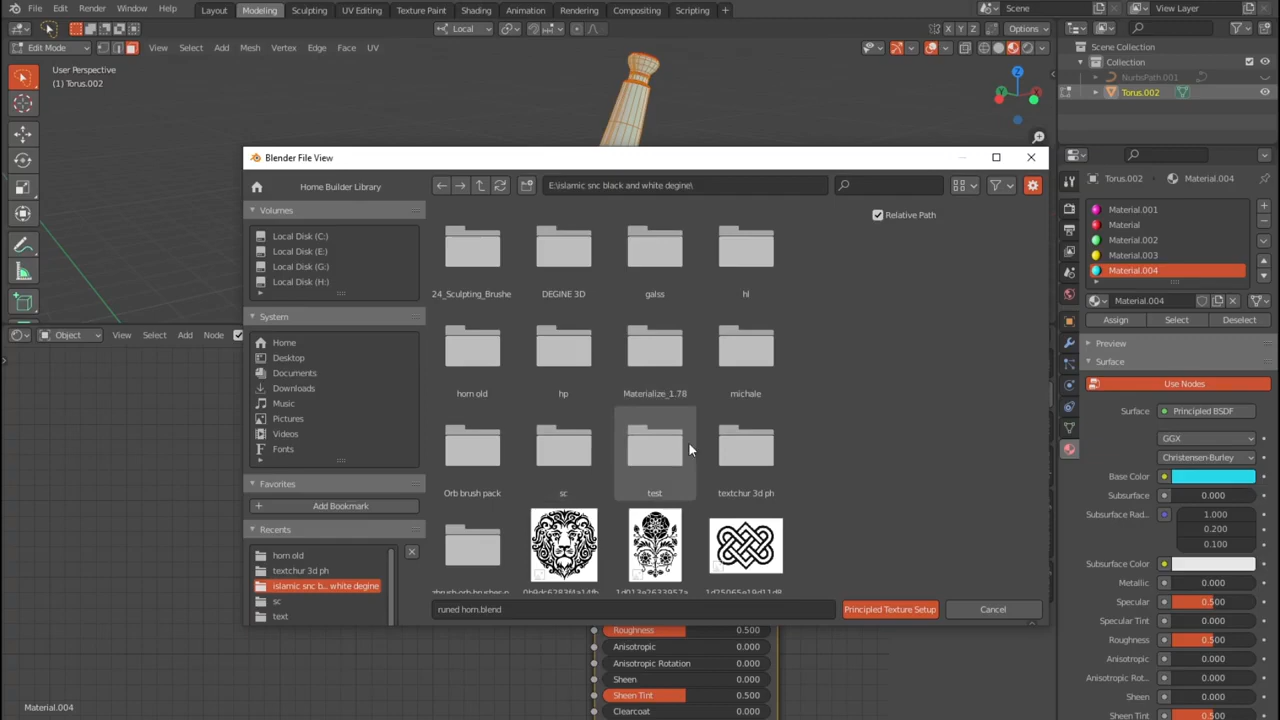 File Edit Render Window Help Layout Modeling Sculpting UV Editing Texture Paint Shading Animation Rendering Compositing Scripting + Scene View Layer
Local Options
Edit Mode View Select Add Mesh Vertex Edge Face UV
X Y Z
Scene Collection
Collection
NurbsPath.001
Torus.002
User Perspective
(1) Torus.002
Z
Y
X
Blender File View
Home Builder Library
E:\islamic snc black and white degine\
Volumes
Local Disk (C:)
Local Disk (E:)
Local Disk (G:)
Local Disk (H:)
System
Home
Desktop
Documents
Downloads
Music
Pictures
Videos
Fonts
Favorites
Add Bookmark
Recents
horn old
textchur 3d ph
islamic snc b... white degine
sc
text
Relative Path
24_Sculpting_Brushe DEGINE 3D galss hl
horn old hp Materialize_1.78 michale
Orb brush pack sc test textchur 3d ph
runed horn.blend
Principled Texture Setup Cancel
Object View Select Add Node
Roughness 0.500
Anisotropic 0.000
Anisotropic Rotation 0.000
Sheen 0.000
Sheen Tint 0.500
Clearcoat 0.000
Material.004
Torus.002 Material.004
Material.001
Material
Material.002
Material.003
Material.004
Material.004
Assign Select Deselect
Preview
Surface
Use Nodes
Surface Principled BSDF
GGX
Christensen-Burley
Base Color
Subsurface 0.000
Subsurface Rad.. 1.000
0.200
0.100
Subsurface Color
Metallic 0.000
Specular 0.500
Specular Tint 0.000
Roughness 0.500
Anisotropic 0.000
Anisotropic Rot.. 0.000
Sheen 0.000
Sheen Tint 0.500